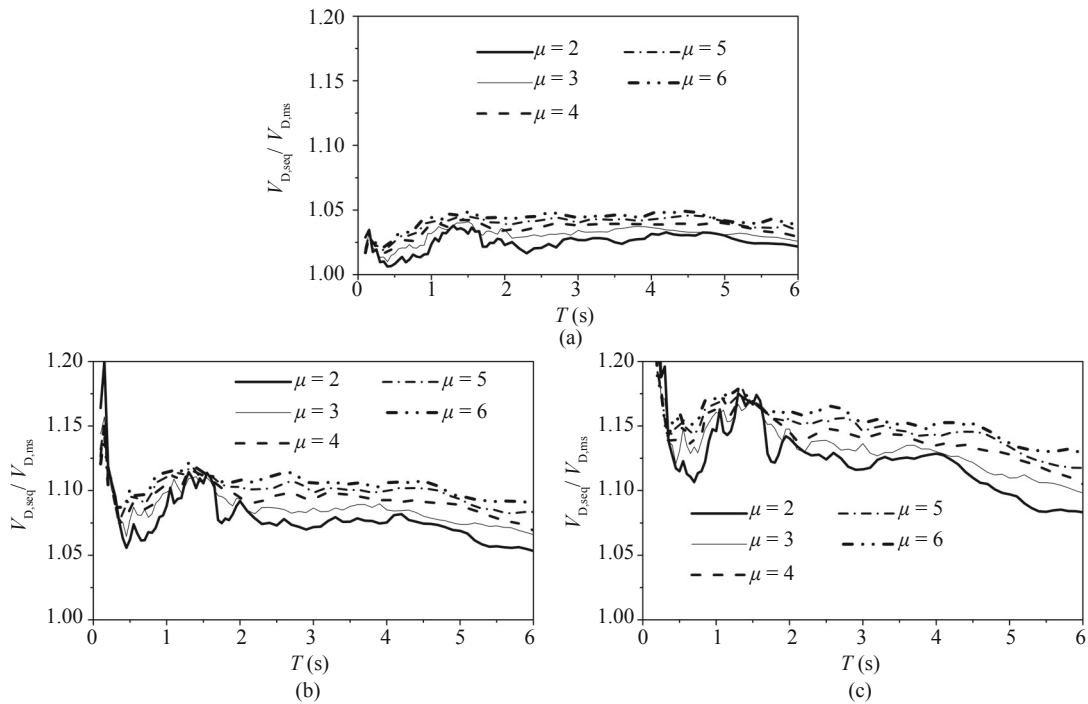 1.20
1.15
1.10
1.05
1.00
V_D,seq / V_D,ms
μ = 2
μ = 3
μ = 4
μ = 5
μ = 6
0 1 2 3 4 5 6
T (s)
(a)
1.20
1.15
1.10
1.05
1.00
V_D,seq / V_D,ms
μ = 2
μ = 3
μ = 4
μ = 5
μ = 6
0 1 2 3 4 5 6
T (s)
(b)
1.20
1.15
1.10
1.05
1.00
V_D,seq / V_D,ms
μ = 2
μ = 3
μ = 4
μ = 5
μ = 6
0 1 2 3 4 5 6
T (s)
(c)